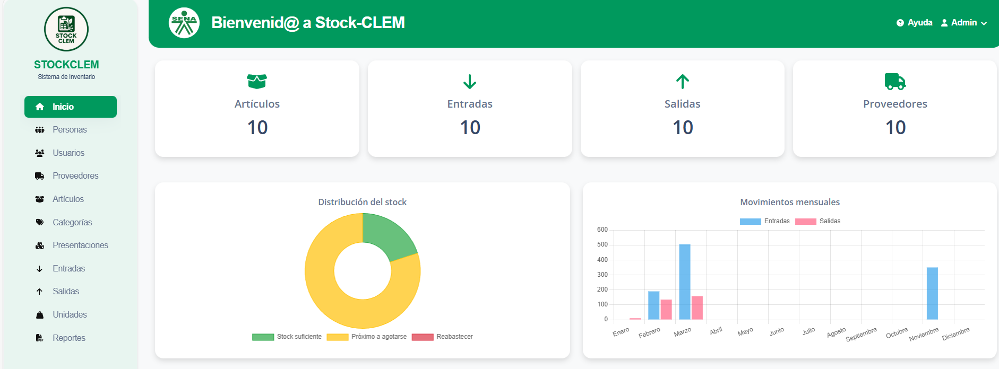 STOCK
CLEM
STOCKCLEM
Sistema de Inventario
Inicio
Personas
Usuarios
Proveedores
Artículos
Categorías
Presentaciones
Entradas
Salidas
Unidades
PDF
Reportes
SENA
Bienvenid@ a Stock-CLEM
? Ayuda Admin
Artículos
10
Entradas
10
Salidas
10
Proveedores
10
Distribución del stock
Stock suficiente Próximo a agotarse Reabastecer
Movimientos mensuales
Entradas Salidas
600
500
400
300
200
100
0
Enero Febrero Marzo Abril Mayo Junio Julio Agosto Septiembre Octubre Noviembre Diciembre